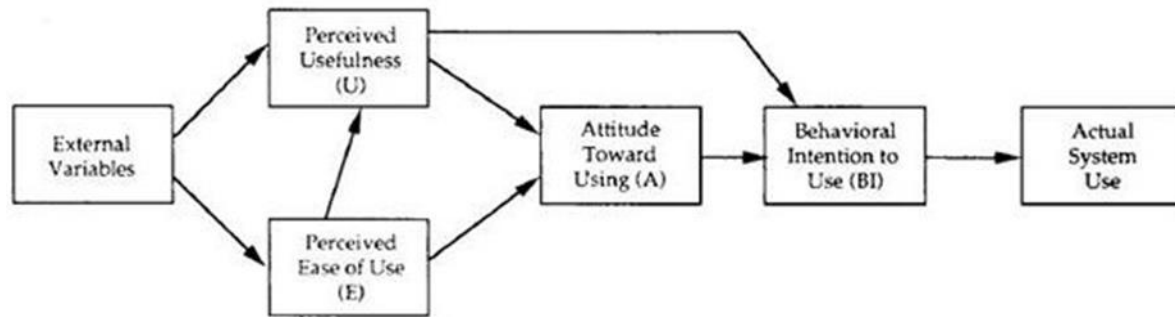 External
Variables
Perceived
Usefulness
(U)
Perceived
Ease of Use
(E)
Attitude
Toward
Using (A)
Behavioral
Intention to
Use (BI)
Actual
System
Use